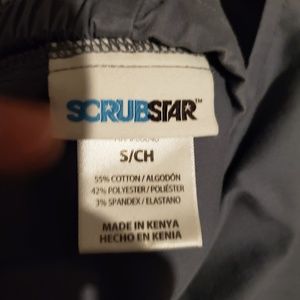 SCRUBSTAR™
S/CH
55% COTTON / ALGODÓN
42% POLYESTER / POLIÉSTER
3% SPANDEX / ELASTANO
MADE IN KENYA
HECHO EN KENIA